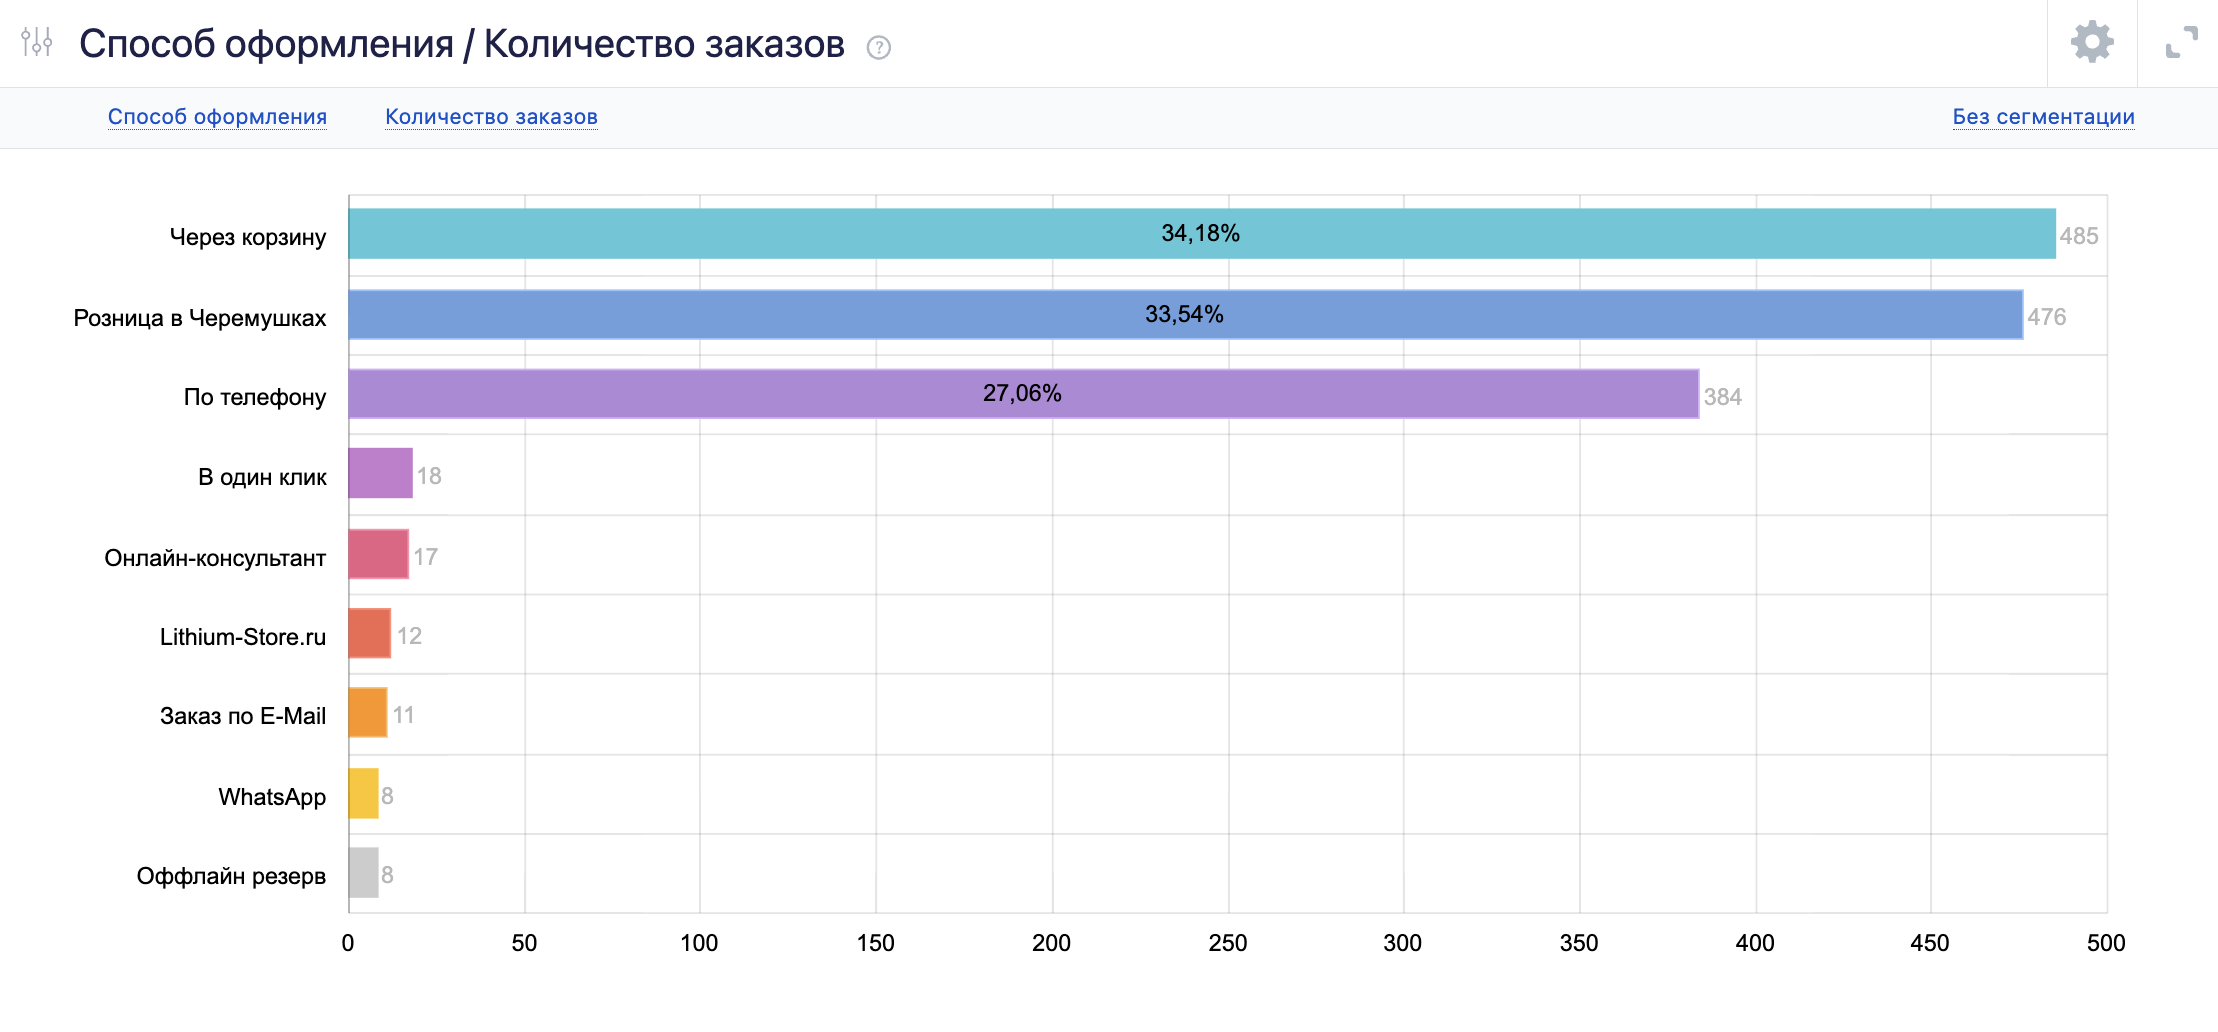 Способ оформления / Количество заказов ?
Способ оформления Количество заказов Без сегментации
Через корзину 34,18% 485
Розница в Черемушках 33,54% 476
По телефону 27,06% 384
В один клик 18
Онлайн-консультант 17
Lithium-Store.ru 12
Заказ по E-Mail 11
WhatsApp 8
Оффлайн резерв 8
0 50 100 150 200 250 300 350 400 450 500